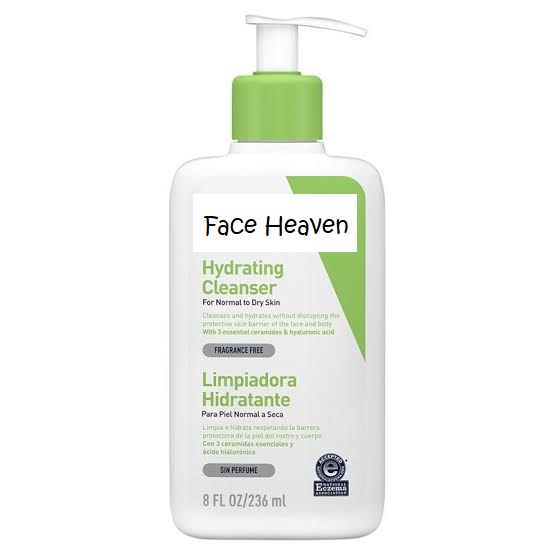 Face Heaven
Hydrating
Cleanser
For Normal to Dry Skin
Cleanses and hydrates without disrupting the
protective skin barrier of the face and body
With 3 essential ceramides & hyaluronic acid
FRAGRANCE FREE
Limpiadora
Hidratante
Para Piel Normal a Seca
Limpia e hidrata respetando la barrera
protectora de la piel del rostro y cuerpo
Con 3 ceramidas esenciales y
ácido hialurónico
SIN PERFUME
8 FL OZ/236 ml
ACCEPTED
e
NATIONAL
Eczema
ASSOCIATION